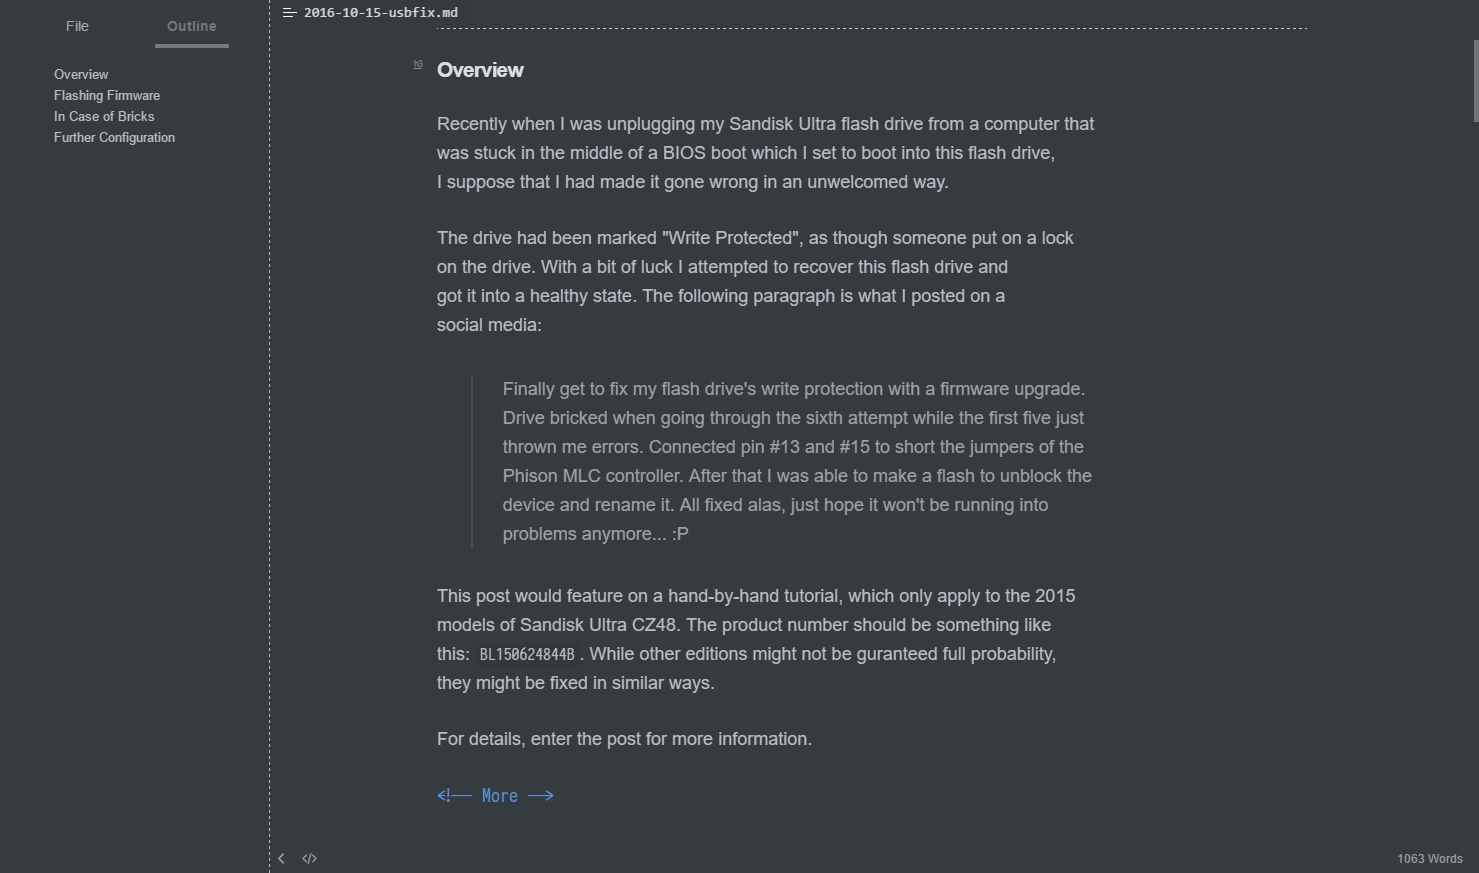 File
Outline
Overview
Flashing Firmware
In Case of Bricks
Further Configuration
2016-10-15-usbfix.md
h3
Overview
Recently when I was unplugging my Sandisk Ultra flash drive from a computer that
was stuck in the middle of a BIOS boot which I set to boot into this flash drive,
I suppose that I had made it gone wrong in an unwelcomed way.
The drive had been marked "Write Protected", as though someone put on a lock
on the drive. With a bit of luck I attempted to recover this flash drive and
got it into a healthy state. The following paragraph is what I posted on a
social media:
Finally get to fix my flash drive's write protection with a firmware upgrade.
Drive bricked when going through the sixth attempt while the first five just
thrown me errors. Connected pin #13 and #15 to short the jumpers of the
Phison MLC controller. After that I was able to make a flash to unblock the
device and rename it. All fixed alas, just hope it won't be running into
problems anymore... :P
This post would feature on a hand-by-hand tutorial, which only apply to the 2015
models of Sandisk Ultra CZ48. The product number should be something like
this: BL150624844B . While other editions might not be guranteed full probability,
they might be fixed in similar ways.
For details, enter the post for more information.
<!-- More -->
1063 Words